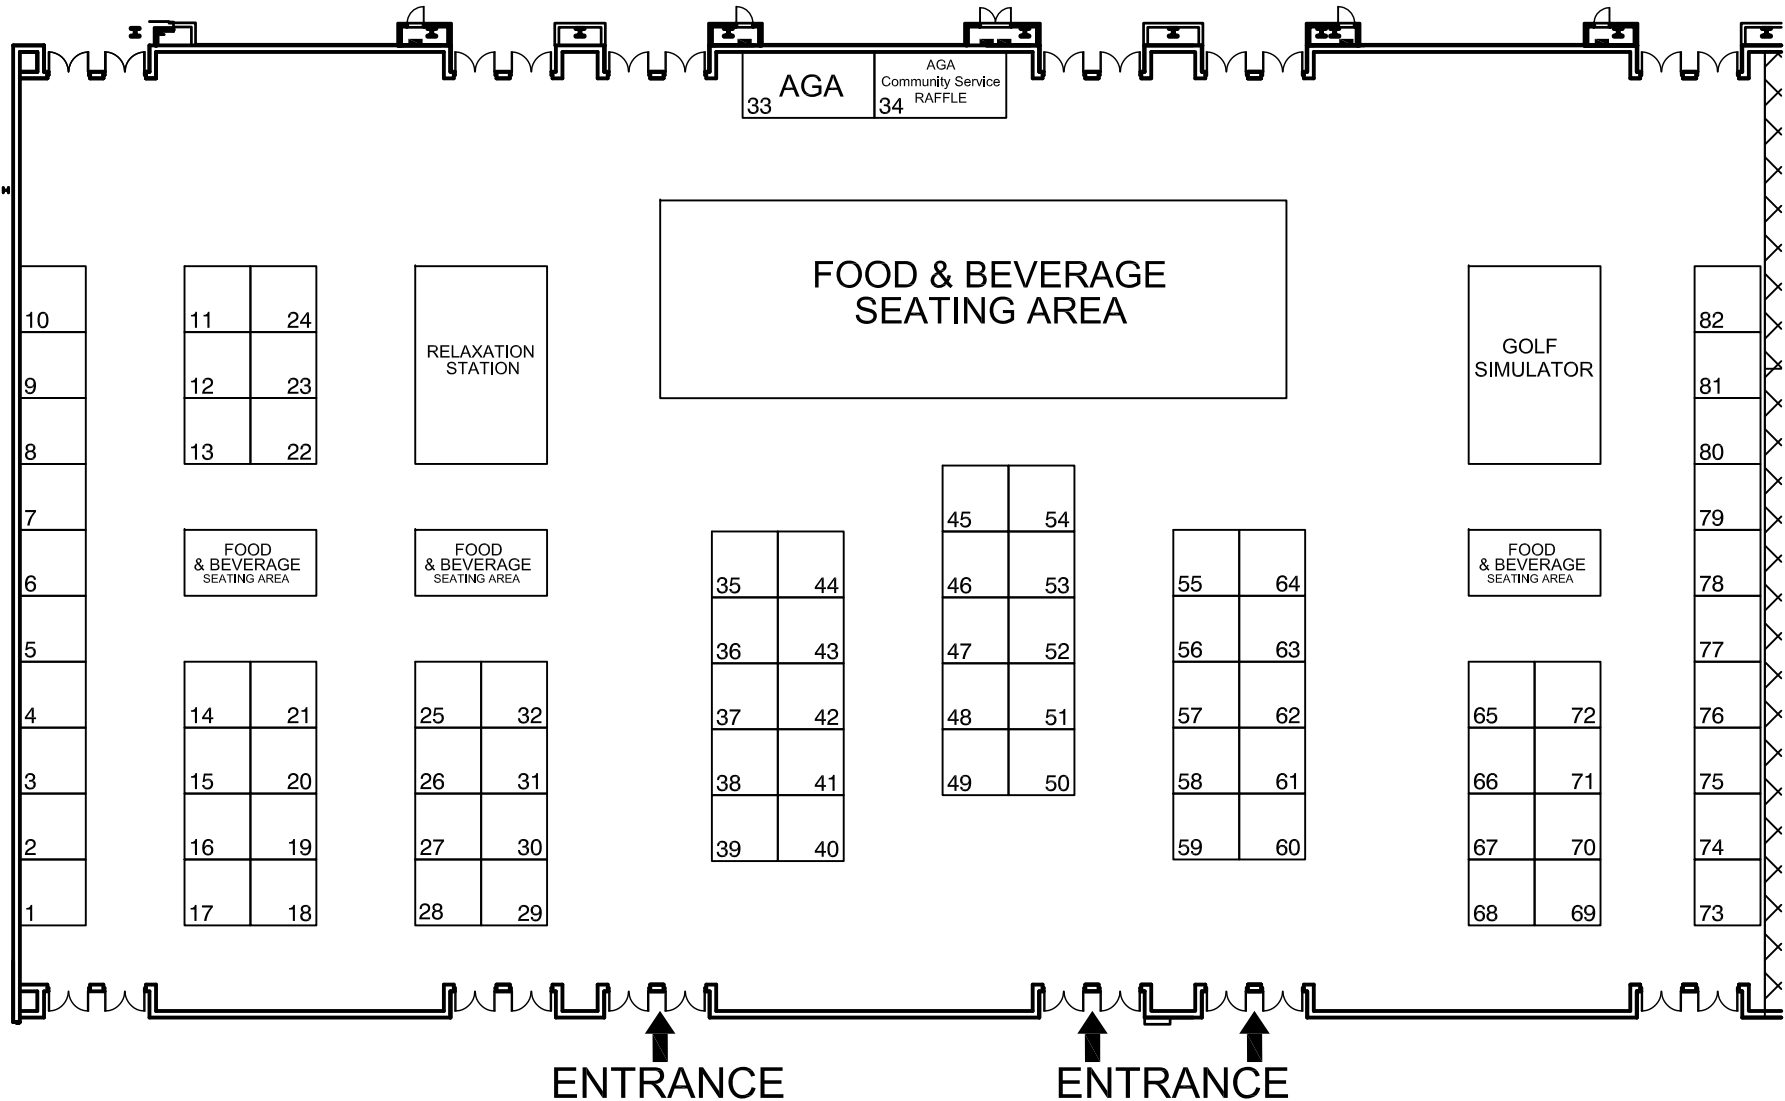 AGA
33
AGA
Community Service
RAFFLE
34
FOOD & BEVERAGE
SEATING AREA
10
9
8
7
6
5
4
3
2
1
11 24
12 23
13 22
RELAXATION
STATION
GOLF
SIMULATOR
FOOD
& BEVERAGE
SEATING AREA
FOOD
& BEVERAGE
SEATING AREA
14 21
15 20
16 19
17 18
25 32
26 31
27 30
28 29
35 44
36 43
37 42
38 41
39 40
45 54
46 53
47 52
48 51
49 50
55 64
56 63
57 62
58 61
59 60
FOOD
& BEVERAGE
SEATING AREA
65 72
66 71
67 70
68 69
82
81
80
79
78
77
76
75
74
73
ENTRANCE
ENTRANCE